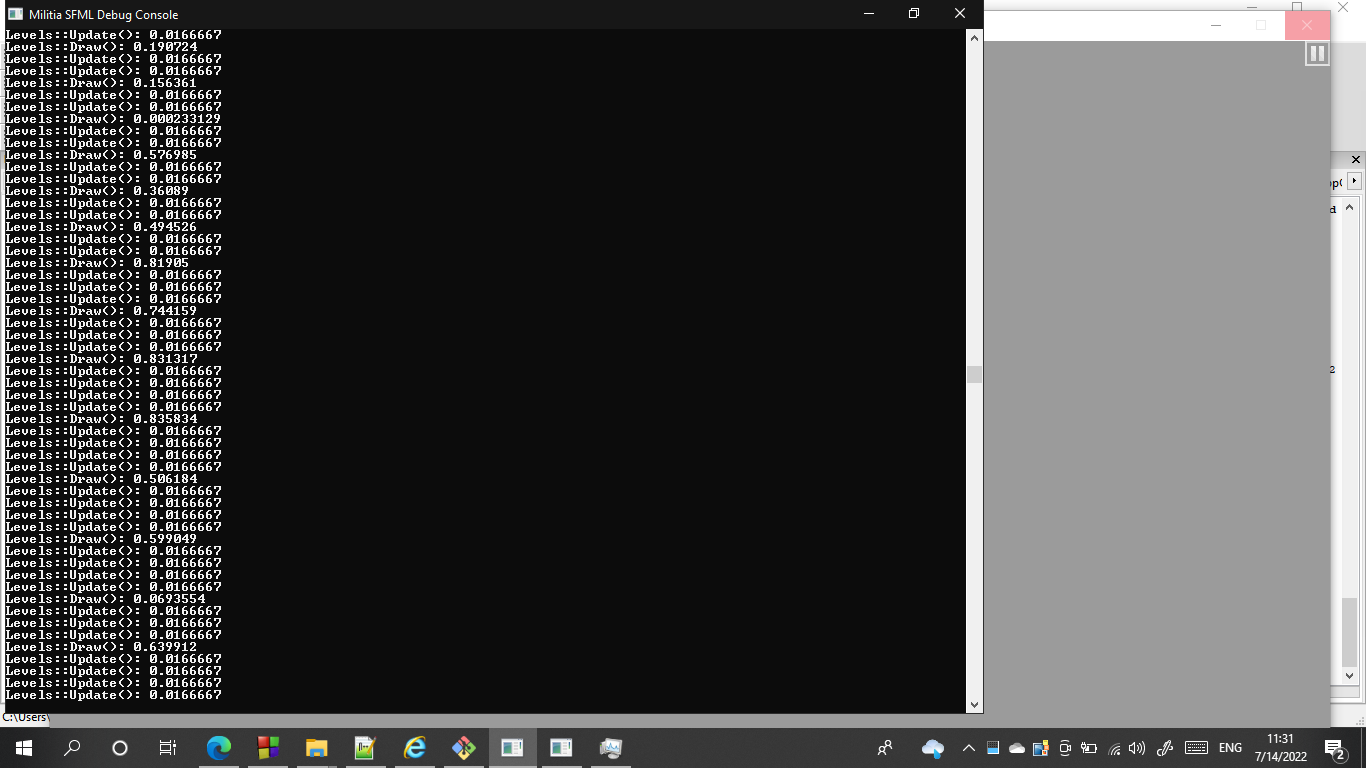 Militia SFML Debug Console
Levels::Update(): 0.0166667
Levels::Draw(): 0.190724
Levels::Update(): 0.0166667
Levels::Update(): 0.0166667
Levels::Draw(): 0.156361
Levels::Update(): 0.0166667
Levels::Update(): 0.0166667
Levels::Draw(): 0.000233129
Levels::Update(): 0.0166667
Levels::Update(): 0.0166667
Levels::Draw(): 0.576985
Levels::Update(): 0.0166667
Levels::Update(): 0.0166667
Levels::Draw(): 0.36089
Levels::Update(): 0.0166667
Levels::Update(): 0.0166667
Levels::Draw(): 0.494526
Levels::Update(): 0.0166667
Levels::Update(): 0.0166667
Levels::Draw(): 0.81905
Levels::Update(): 0.0166667
Levels::Update(): 0.0166667
Levels::Update(): 0.0166667
Levels::Draw(): 0.744159
Levels::Update(): 0.0166667
Levels::Update(): 0.0166667
Levels::Update(): 0.0166667
Levels::Draw(): 0.831317
Levels::Update(): 0.0166667
Levels::Update(): 0.0166667
Levels::Update(): 0.0166667
Levels::Update(): 0.0166667
Levels::Draw(): 0.835834
Levels::Update(): 0.0166667
Levels::Update(): 0.0166667
Levels::Update(): 0.0166667
Levels::Update(): 0.0166667
Levels::Draw(): 0.506184
Levels::Update(): 0.0166667
Levels::Update(): 0.0166667
Levels::Update(): 0.0166667
Levels::Update(): 0.0166667
Levels::Draw(): 0.599049
Levels::Update(): 0.0166667
Levels::Update(): 0.0166667
Levels::Update(): 0.0166667
Levels::Update(): 0.0166667
Levels::Draw(): 0.0693554
Levels::Update(): 0.0166667
Levels::Update(): 0.0166667
Levels::Update(): 0.0166667
Levels::Draw(): 0.639912
Levels::Update(): 0.0166667
Levels::Update(): 0.0166667
Levels::Update(): 0.0166667
Levels::Update(): 0.0166667
d
2
C:\Users\
ENG
11:31
7/14/2022
2